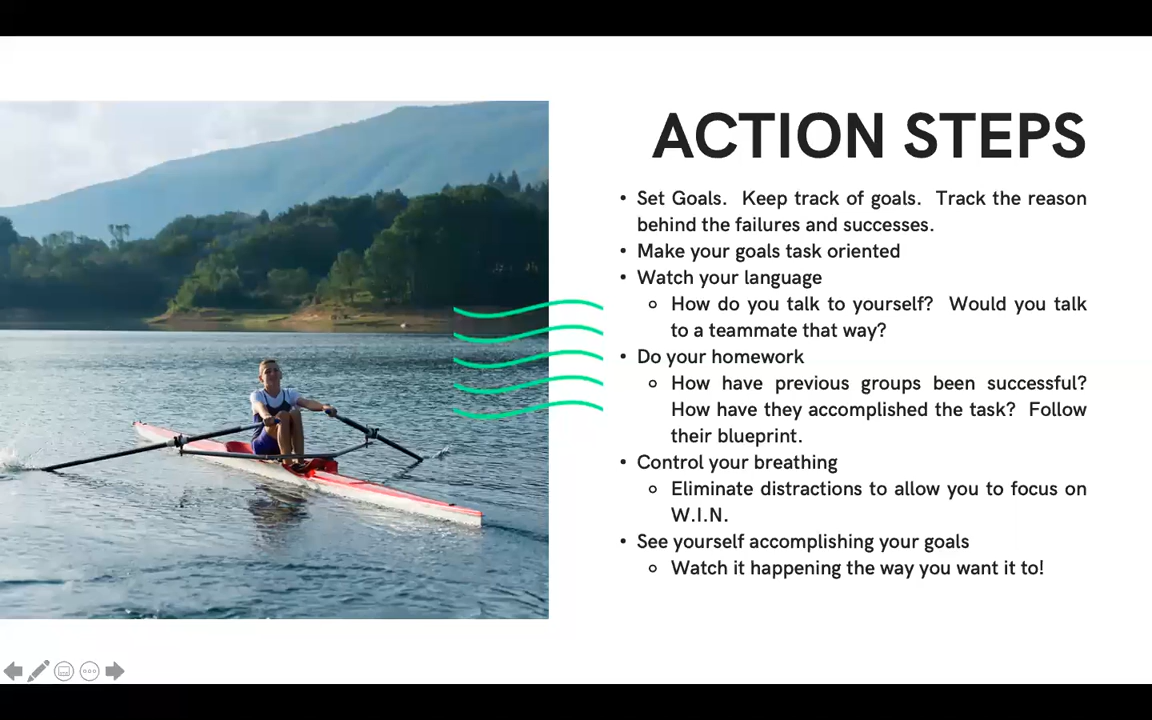 ACTION STEPS
• Set Goals.  Keep track of goals.  Track the reason
behind the failures and successes.
• Make your goals task oriented
• Watch your language
○ How do you talk to yourself?  Would you talk
to a teammate that way?
• Do your homework
○ How have previous groups been successful?
How have they accomplished the task?  Follow
their blueprint.
• Control your breathing
○ Eliminate distractions to allow you to focus on
W.I.N.
• See yourself accomplishing your goals
○ Watch it happening the way you want it to!